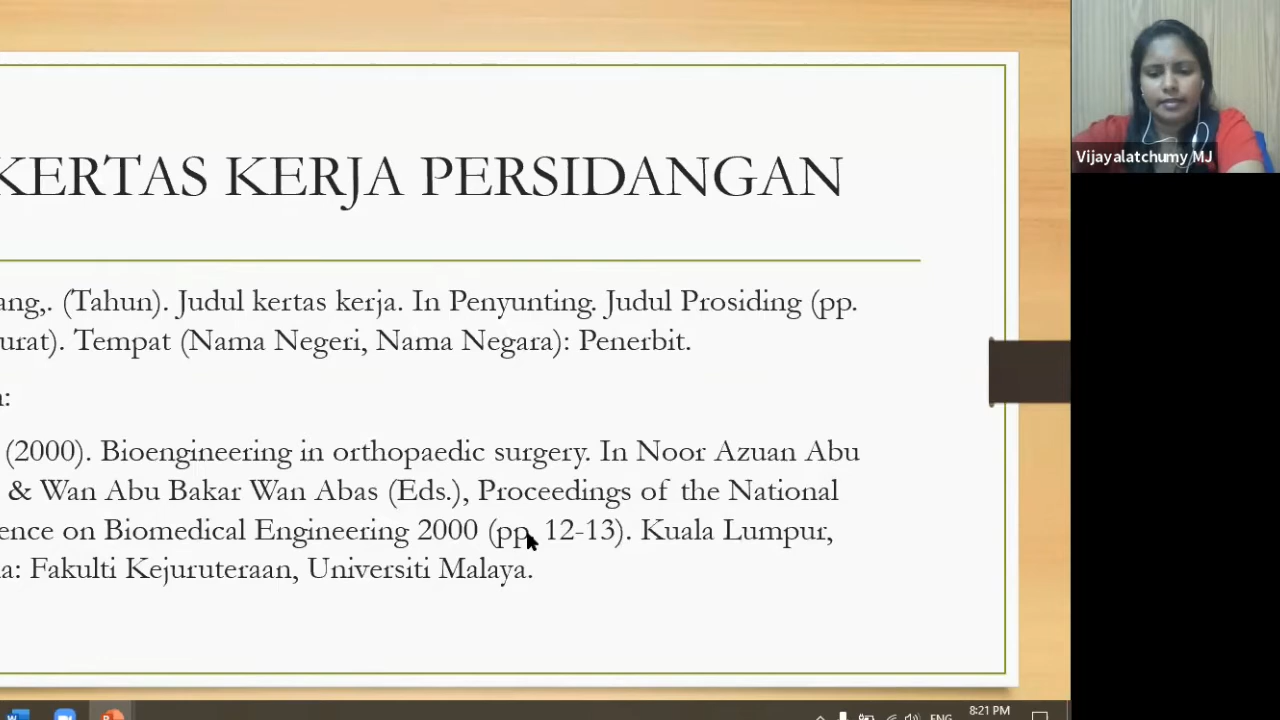 KERTAS KERJA PERSIDANGAN
ang,. (Tahun). Judul kertas kerja. In Penyunting. Judul Prosiding (pp.
urat). Tempat (Nama Negeri, Nama Negara): Penerbit.
:
(2000). Bioengineering in orthopaedic surgery. In Noor Azuan Abu
& Wan Abu Bakar Wan Abas (Eds.), Proceedings of the National
ence on Biomedical Engineering 2000 (pp. 12-13). Kuala Lumpur,
a: Fakulti Kejuruteraan, Universiti Malaya.
Vijayalatchumy MJ
ENG
8:21 PM